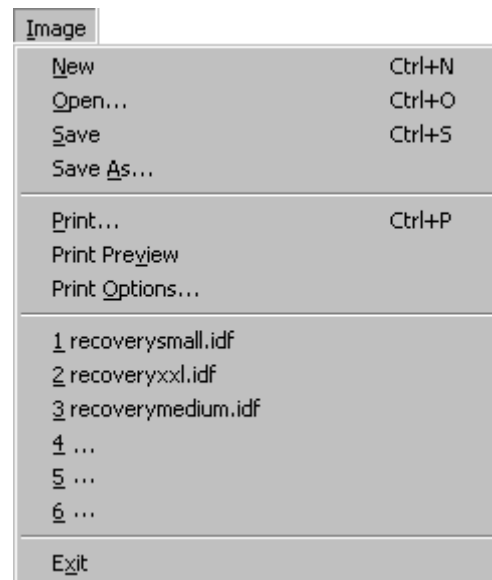 Image
New Ctrl+N
Open... Ctrl+O
Save Ctrl+S
Save As...
Print... Ctrl+P
Print Preview
Print Options...
1 recoverysmall.idf
2 recoveryxxl.idf
3 recoverymedium.idf
4 ...
5 ...
6 ...
Exit